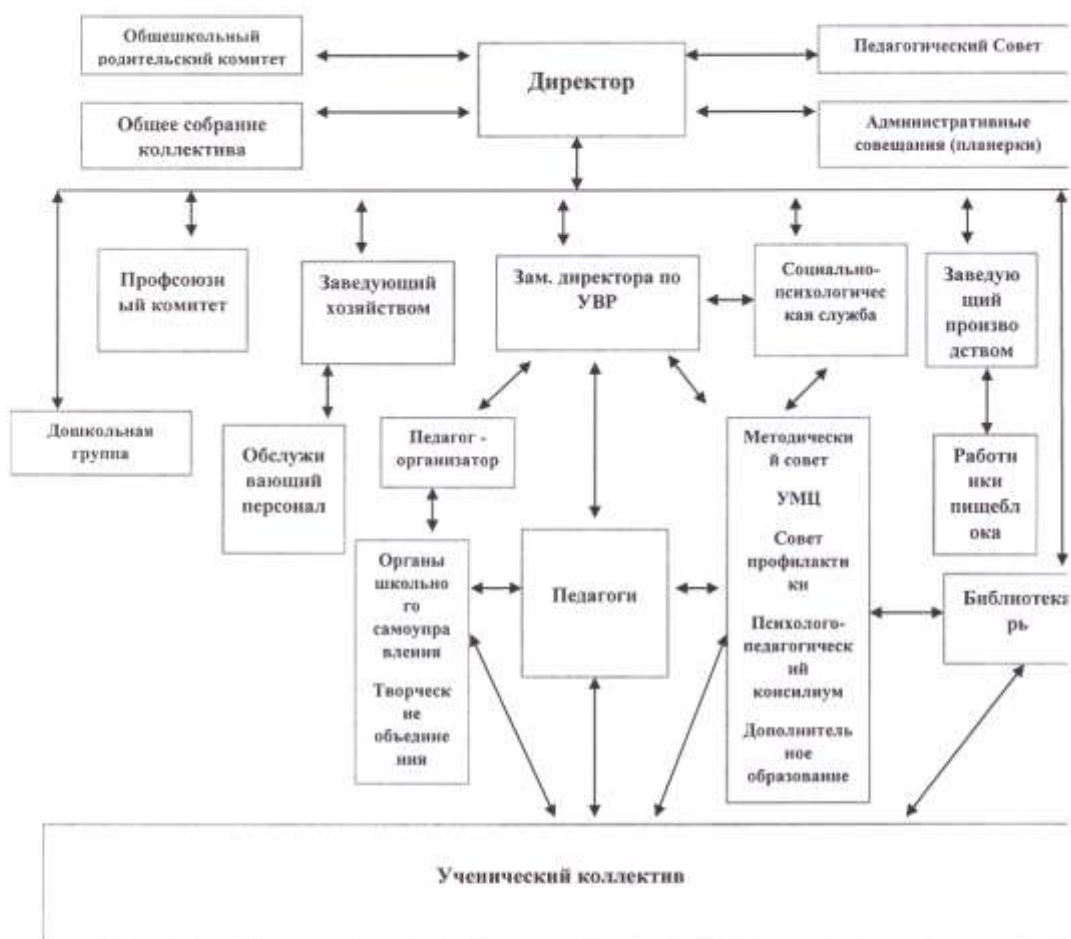 Общешкольный
родительский комитет
Директор
Педагогический Совет
Общее собрание
коллектива
Административные
совещания (планерки)
Профсоюзн
ый комитет
Заведующий
хозяйством
Зам. директора по
УВР
Социально-
психологичес
кая служба
Заведую
щий
произво
дством
Дошкольная
группа
Обслужи
вающий
персонал
Педагог -
организатор
Методически
й совет
УМЦ
Совет
профилакти
ки
Психолого-
педагогическ
ий
консилиум
Дополнитель
ное
образование
Работн
ики
пищебл
ока
Органы
школьно
го
самоупра
вления
Творческ
ие
объедине
ния
Педагоги
Библиотека
рь
Ученический коллектив